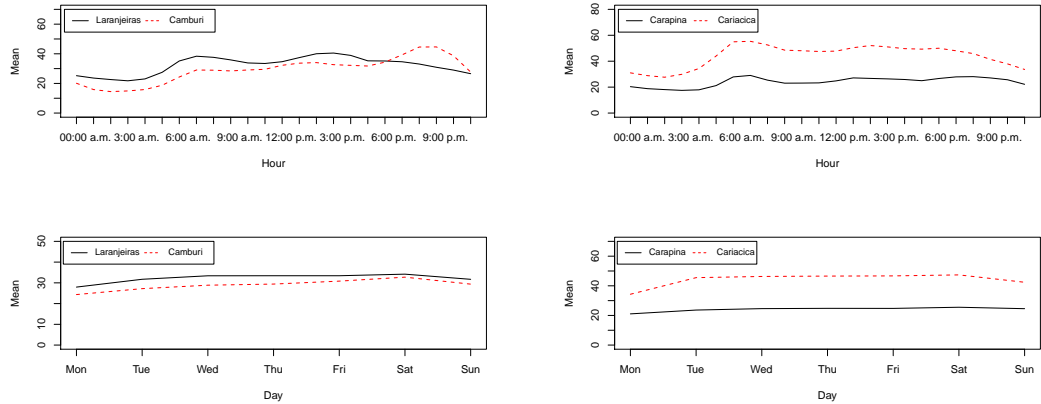 Laranjeiras Camburi
Mean
0 20 40 60
00:00 a.m. 3:00 a.m. 6:00 a.m. 9:00 a.m. 12:00 p.m. 3:00 p.m. 6:00 p.m. 9:00 p.m.
Hour
Carapina Cariacica
Mean
0 20 40 60 80
00:00 a.m. 3:00 a.m. 6:00 a.m. 9:00 a.m. 12:00 p.m. 3:00 p.m. 6:00 p.m. 9:00 p.m.
Hour
Laranjeiras Camburi
Mean
0 10 30 50
Mon Tue Wed Thu Fri Sat Sun
Day
Carapina Cariacica
Mean
0 20 40 60
Mon Tue Wed Thu Fri Sat Sun
Day